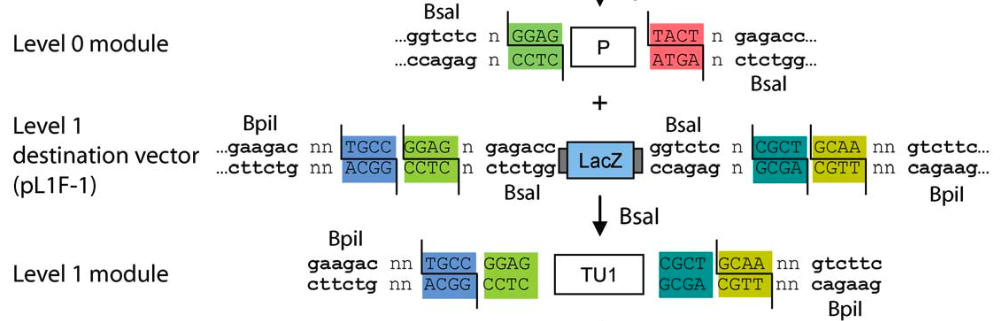 BsaI
Level 0 module
...ggtctc n GGAG P TACT n gagacc...
...ccagag n CCTC ATGA n ctctgg...
BsaI
+
Level 1
destination vector
(pL1F-1)
BpiI BsaI
...gaagac nn TGCC GGAG n gagacc LacZ ggtctc n CGCT GCAA nn gtcttc...
...cttctg nn ACGG CCTC n ctctgg ccagag n GCGA CGTT nn cagaag...
BsaI BpiI
BsaI
BpiI
Level 1 module
gaagac nn TGCC GGAG TU1 CGCT GCAA nn gtcttc
cttctg nn ACGG CCTC GCGA CGTT nn cagaag
BpiI